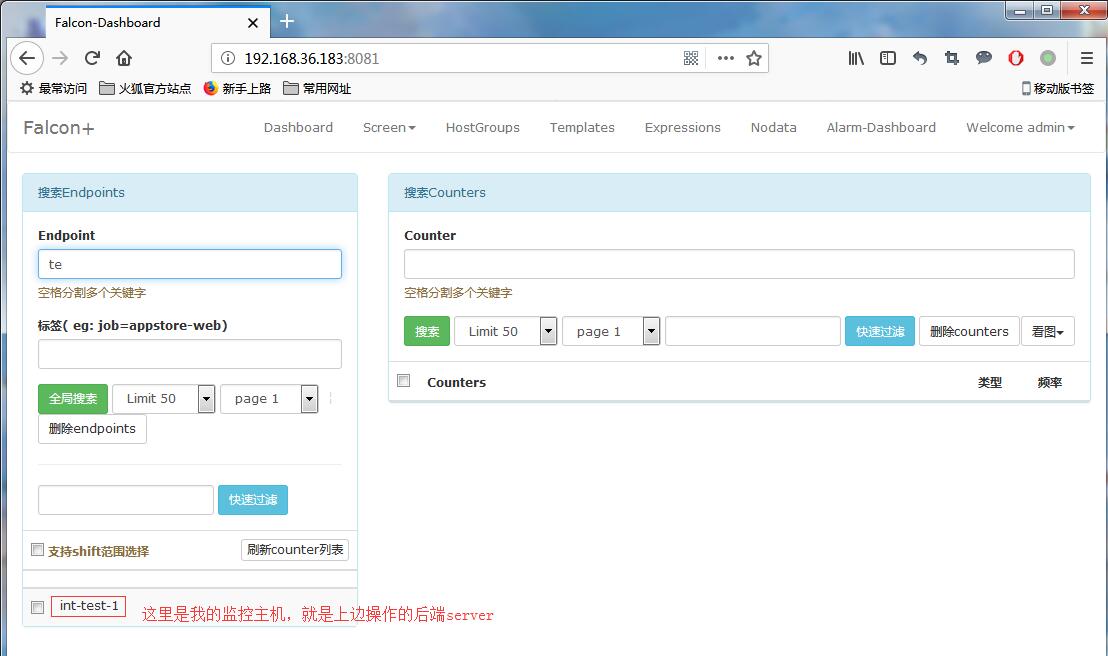 Falcon-Dashboard
192.168.36.183:8081
最常访问 火狐官方站点 新手上路 常用网址 移动版书签
Falcon+ Dashboard Screen HostGroups Templates Expressions Nodata Alarm-Dashboard Welcome admin
搜索Endpoints
Endpoint
te
空格分割多个关键字
标签( eg: job=appstore-web)
全局搜索 Limit 50 page 1
删除endpoints
快速过滤
支持shift范围选择 刷新counter列表
int-test-1 这里是我的监控主机，就是上边操作的后端server
搜索Counters
Counter
空格分割多个关键字
搜索 Limit 50 page 1 快速过滤 删除counters 看图
Counters 类型 频率